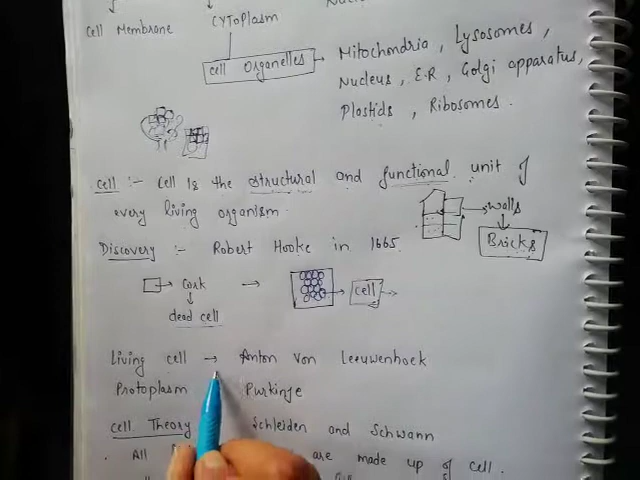 Cell Membrane
CYtoplasm
Cell Organelles → Mitochondria, Lysosomes,
Nucleus, E.R, Golgi apparatus,
Plastids, Ribosomes.
Cell :- Cell Is the structural and functional unit of
every living organism.
→ walls
Bricks
Discovery :- Robert Hooke in 1665.
→ Cork → cell
dead cell
Living cell → Anton Von Leeuwenhoek
Protoplasm Purkinje
Cell Theory Schleiden and Schwann
. All are made up of cell.